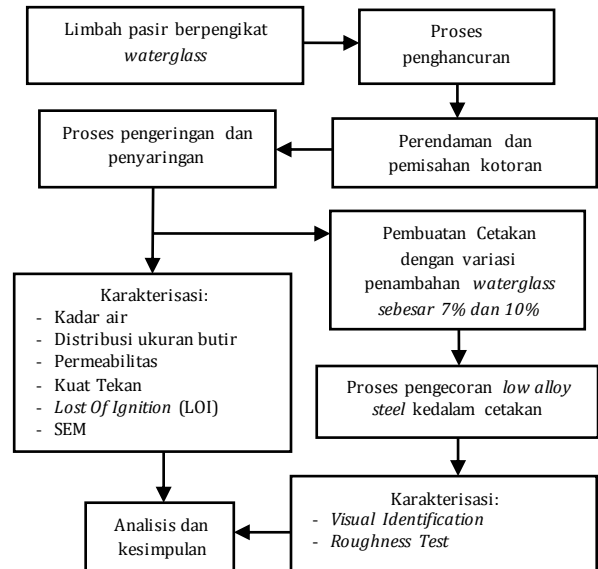 Limbah pasir berpengikat
waterglass
Proses
penghancuran
Perendaman dan
pemisahan kotoran
Proses pengeringan dan
penyaringan
Pembuatan Cetakan
dengan variasi
penambahan waterglass
sebesar 7% dan 10%
Karakterisasi:
- Kadar air
- Distribusi ukuran butir
- Permeabilitas
- Kuat Tekan
- Lost Of Ignition (LOI)
- SEM
Proses pengecoran low alloy
steel kedalam cetakan
Karakterisasi:
- Visual Identification
- Roughness Test
Analisis dan
kesimpulan